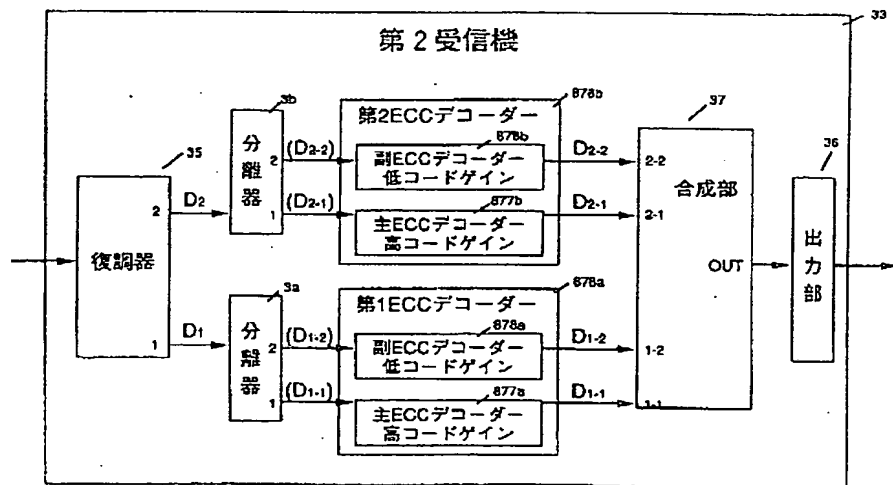 33
第2受信機
3b
分離器
2
1
(D2-2)
(D2-1)
876b
第2ECCデコーダー
878b
副ECCデコーダー
低コードゲイン
877b
主ECCデコーダー
高コードゲイン
D2-2
D2-1
37
2-2
2-1
合成部
OUT
1-2
1-1
36
出力部
35
復調器
2
1
D2
D1
3a
分離器
2
1
(D1-2)
(D1-1)
876a
第1ECCデコーダー
878a
副ECCデコーダー
低コードゲイン
877a
主ECCデコーダー
高コードゲイン
D1-2
D1-1